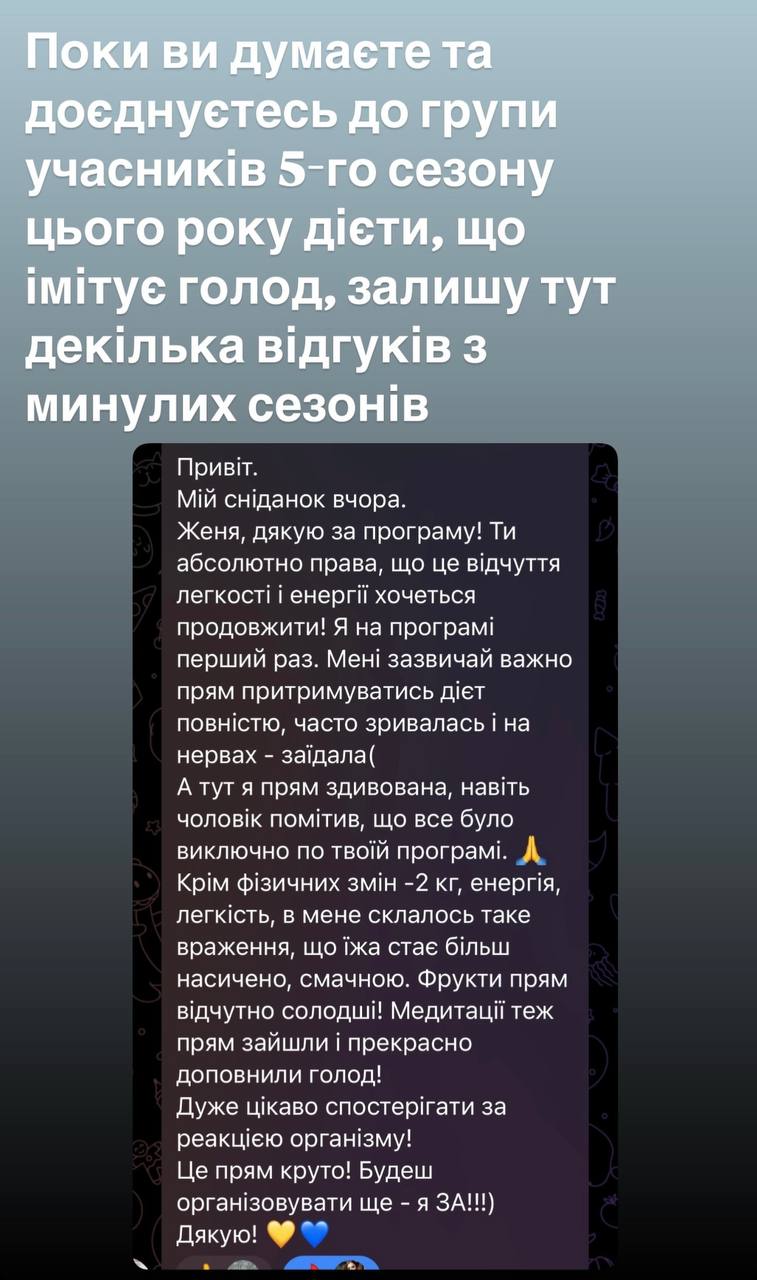 Поки ви думаєте та
доєднуєтесь до групи
учасників 5-го сезону
цього року дієти, що
імітує голод, залишу тут
декілька відгуків з
минулих сезонів
Привіт.
Мій сніданок вчора.
Женя, дякую за програму! Ти
абсолютно права, що це відчуття
легкості і енергії хочеться
продовжити! Я на програмі
перший раз. Мені зазвичай важно
прям притримуватись дієт
повністю, часто зривалась і на
нервах - заїдала(
А тут я прям здивована, навіть
чоловік помітив, що все було
виключно по твоїй програмі. 🙏
Крім фізичних змін -2 кг, енергія,
легкість, в мене склалось таке
враження, що їжа стає більш
насичено, смачною. Фрукти прям
відчутно солодші! Медитації теж
прям зайшли і прекрасно
доповнили голод!
Дуже цікаво спостерігати за
реакцією організму!
Це прям круто! Будеш
організовувати ще - я ЗА!!!)
Дякую! 💛💙